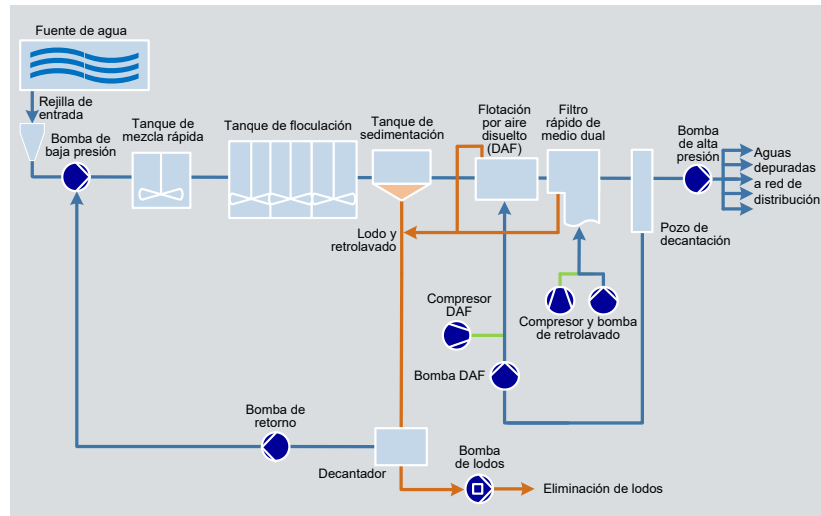 Fuente de agua
Rejilla de
entrada
Bomba de
baja presión
Tanque de
mezcla rápida
Tanque de floculación
Tanque de
sedimentación
Flotación
por aire
disuelto
(DAF)
Filtro
rápido de
medio dual
Bomba
de alta
presión
Aguas
depuradas
a red de
distribución
Pozo de
decantación
Lodo y
retrolavado
Compresor
DAF
Compresor y bomba
de retrolavado
Bomba DAF
Bomba de
retorno
Decantador
Bomba
de lodos
Eliminación de lodos